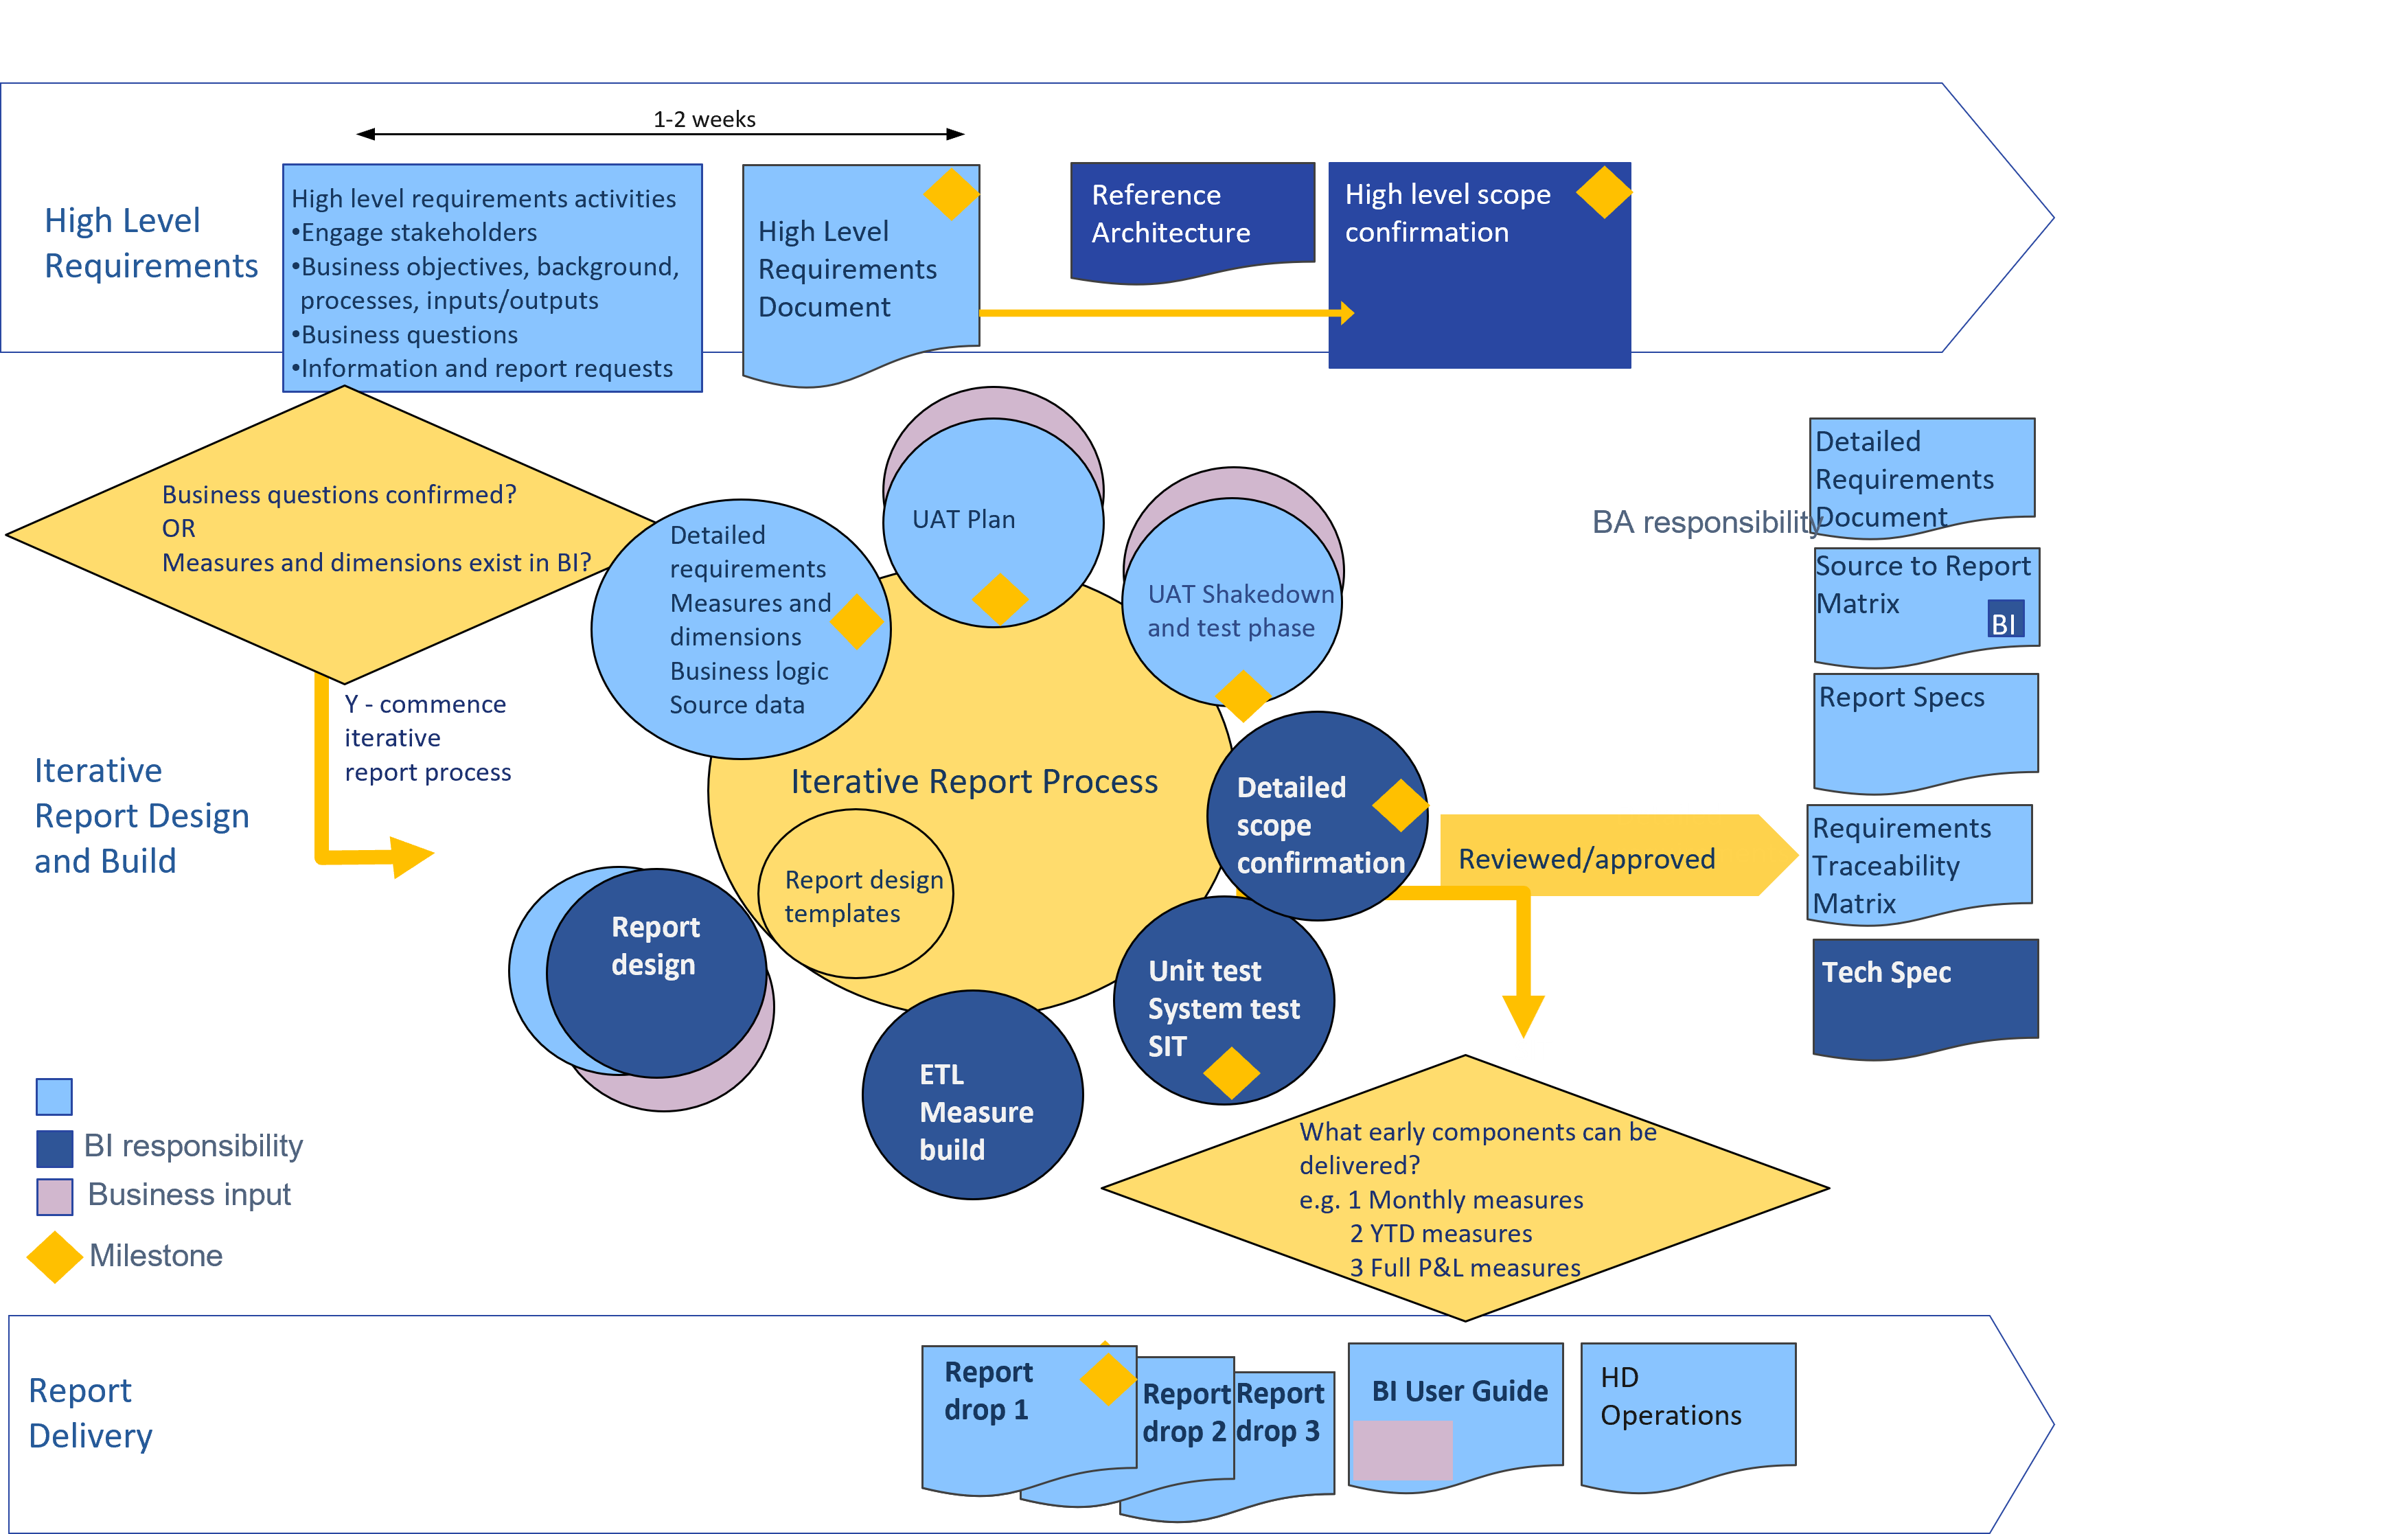 1-2 weeks
High Level
Requirements
High level requirements activities
•Engage stakeholders
•Business objectives, background,
processes, inputs/outputs
•Business questions
•Information and report requests
High Level
Requirements
Document
Reference
Architecture
High level scope
confirmation
Business questions confirmed?
OR
Measures and dimensions exist in BI?
Y - commence
iterative
report process
Iterative
Report Design
and Build
Detailed
requirements
Measures and
dimensions
Business logic
Source data
UAT Plan
UAT Shakedown
and test phase
Iterative Report Process
Report design
templates
Detailed
scope
confirmation
Reviewed/approved
Report
design
ETL
Measure
build
Unit test
System test
SIT
BA responsibility
Detailed
Requirements
Document
Source to Report
Matrix
BI
Report Specs
Requirements
Traceability
Matrix
Tech Spec
BI responsibility
Business input
Milestone
What early components can be
delivered?
e.g. 1 Monthly measures
2 YTD measures
3 Full P&L measures
Report
Delivery
Report
drop 1
Report
drop 2
Report
drop 3
BI User Guide
HD
Operations